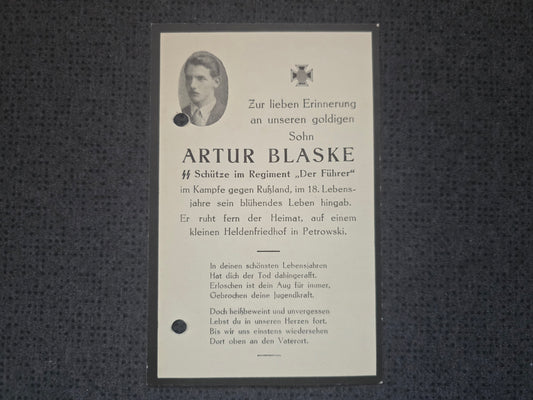 Zur lieben Erinnerung
an unseren goldigen
Sohn
ARTUR BLASKE
ᛋᛋ Schütze im Regiment „Der Führer"
im Kampfe gegen Rußland, im 18. Lebens-
jahre sein blühendes Leben hingab.
Er ruht fern der Heimat, auf einem
kleinen Heldenfriedhof in Petrowski.
In deinen schönsten Lebensjahren
Hat dich der Tod dahingerafft.
Erloschen ist dein Aug für immer,
Gebrochen deine Jugendkraft.
Doch heißbeweint und unvergessen
Lebst du in unseren Herzen fort,
Bis wir uns einstens wiedersehen
Dort oben an den Vaterort.